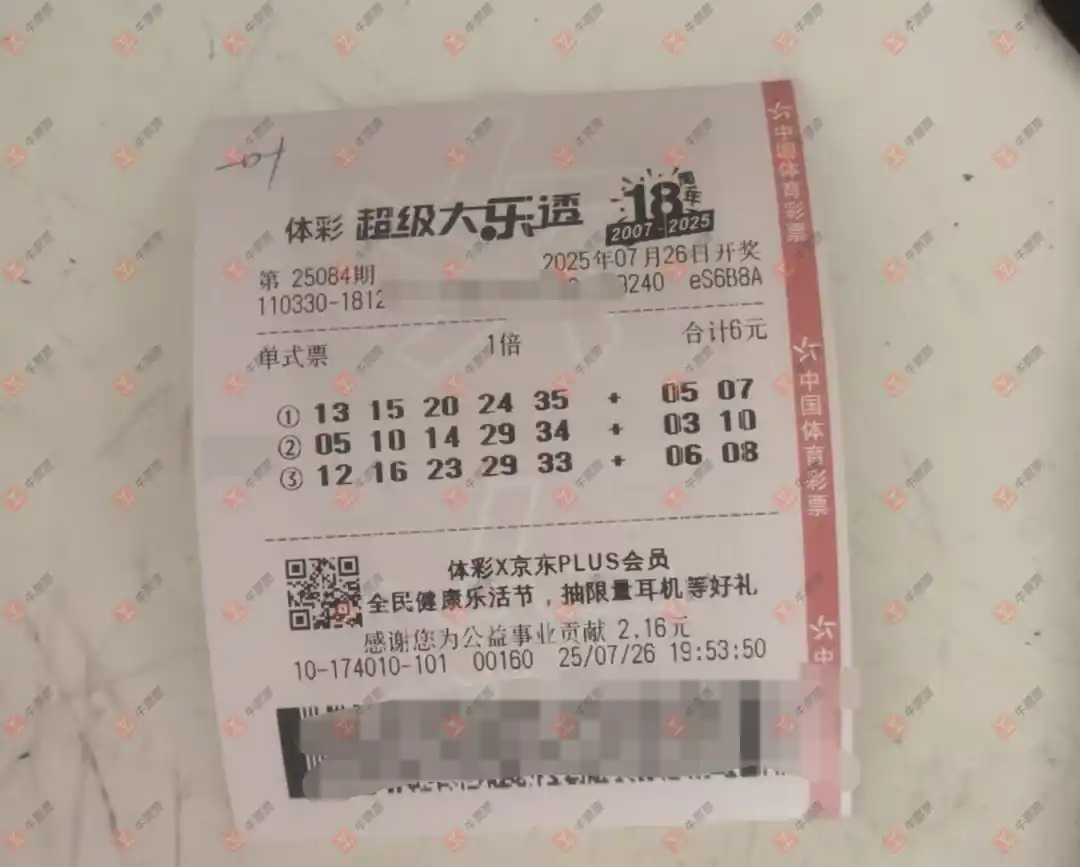 体彩 超级大乐透 18周年
2007-2025
第 25084期 2025年07月26日开奖
110330-1812 0240 eS6B8A
单式票 1倍 合计6元
① 13 15 20 24 35 + 05 07
② 05 10 14 29 34 + 03 10
③ 12 16 23 29 33 + 06 08
体彩X京东PLUS会员
全民健康乐活节，抽限量耳机等好礼
感谢您为公益事业贡献 2.16元
10-174010-101 00160 25/07/26 19:53:50
中国体育彩票
中国体育彩票
中